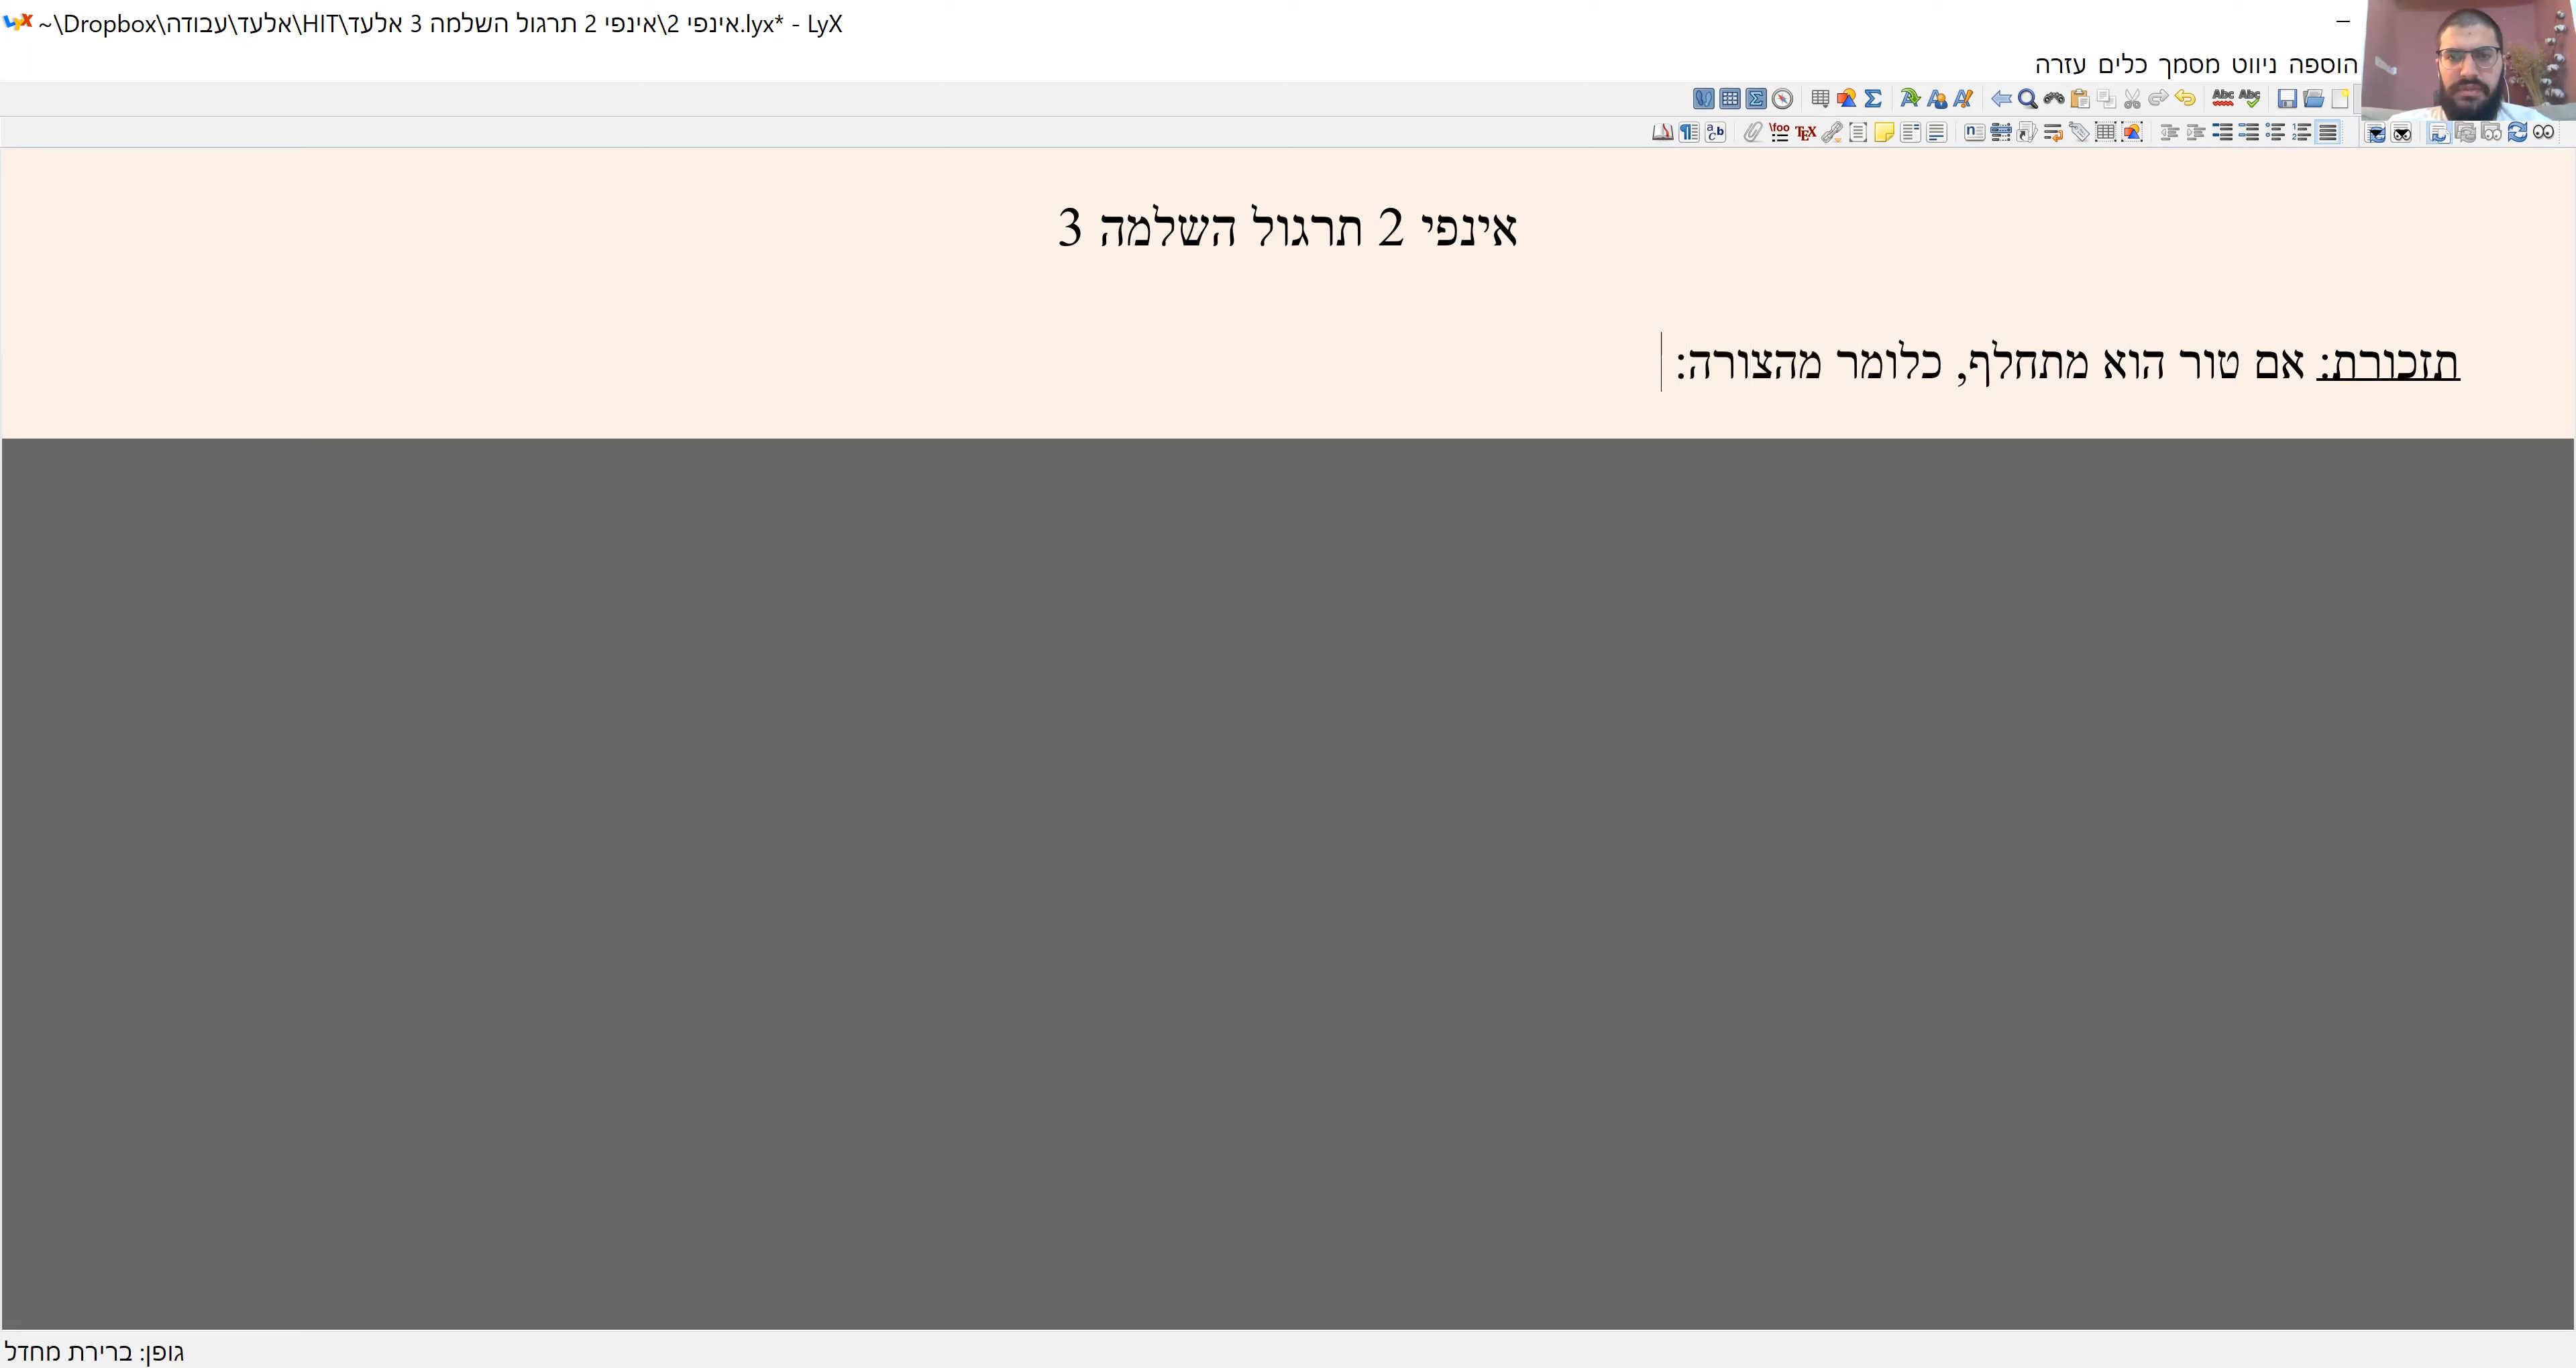 ~\Dropbox\אינפי 2\אינפי 2 תרגול השלמה 3 אלעד\HIT\אלעד\עבודה.lyx* - LyX
הוספה ניווט מסמך כלים עזרה
אינפי 2 תרגול השלמה 3
תזכורת: אם טור הוא מתחלף, כלומר מהצורה:
גופן: ברירת מחדל